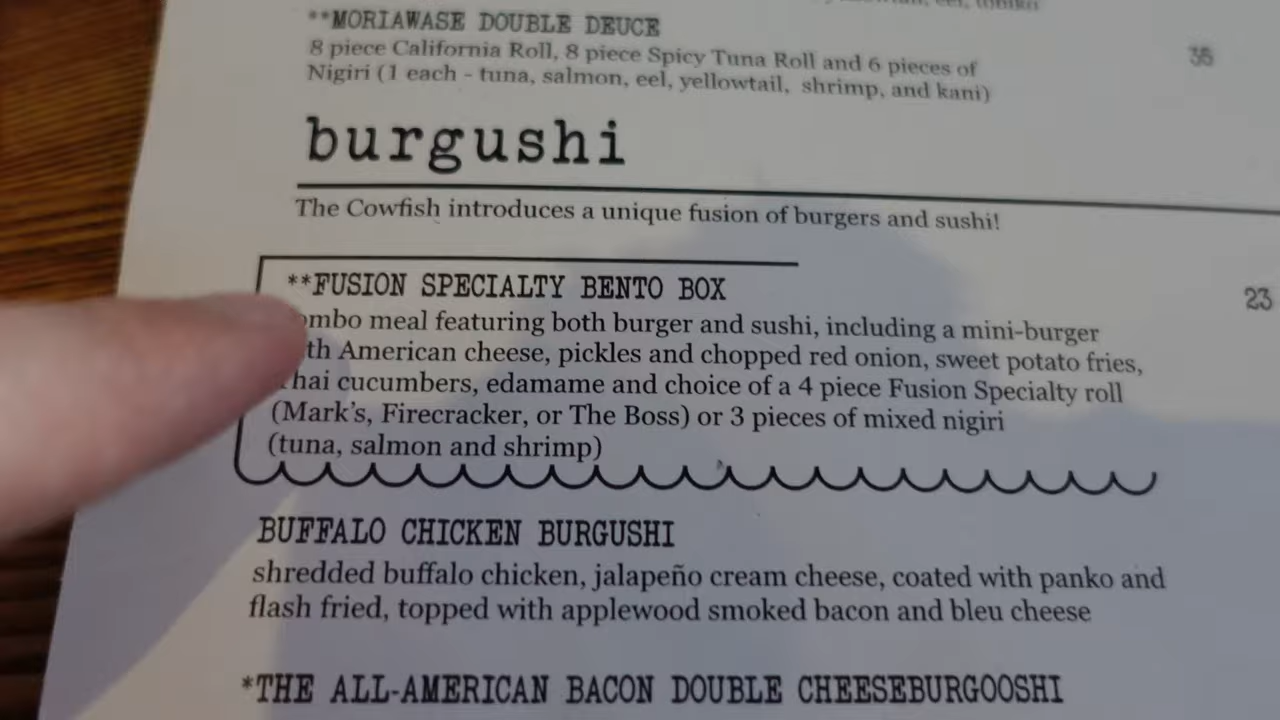 **MORIAWASE DOUBLE DEUCE
8 piece California Roll, 8 piece Spicy Tuna Roll and 6 pieces of 36
Nigiri (1 each - tuna, salmon, eel, yellowtail, shrimp, and kani)
burgushi
The Cowfish introduces a unique fusion of burgers and sushi!
**FUSION SPECIALTY BENTO BOX 23
meal featuring both burger and sushi, including a mini-burger
American cheese, pickles and chopped red onion, sweet potato fries,
Thai cucumbers, edamame and choice of a 4 piece Fusion Specialty roll
(Mark's, Firecracker, or The Boss) or 3 pieces of mixed nigiri
(tuna, salmon and shrimp)
BUFFALO CHICKEN BURGUSHI
shredded buffalo chicken, jalapeño cream cheese, coated with panko and
flash fried, topped with applewood smoked bacon and bleu cheese
*THE ALL-AMERICAN BACON DOUBLE CHEESEBURGOOSHI